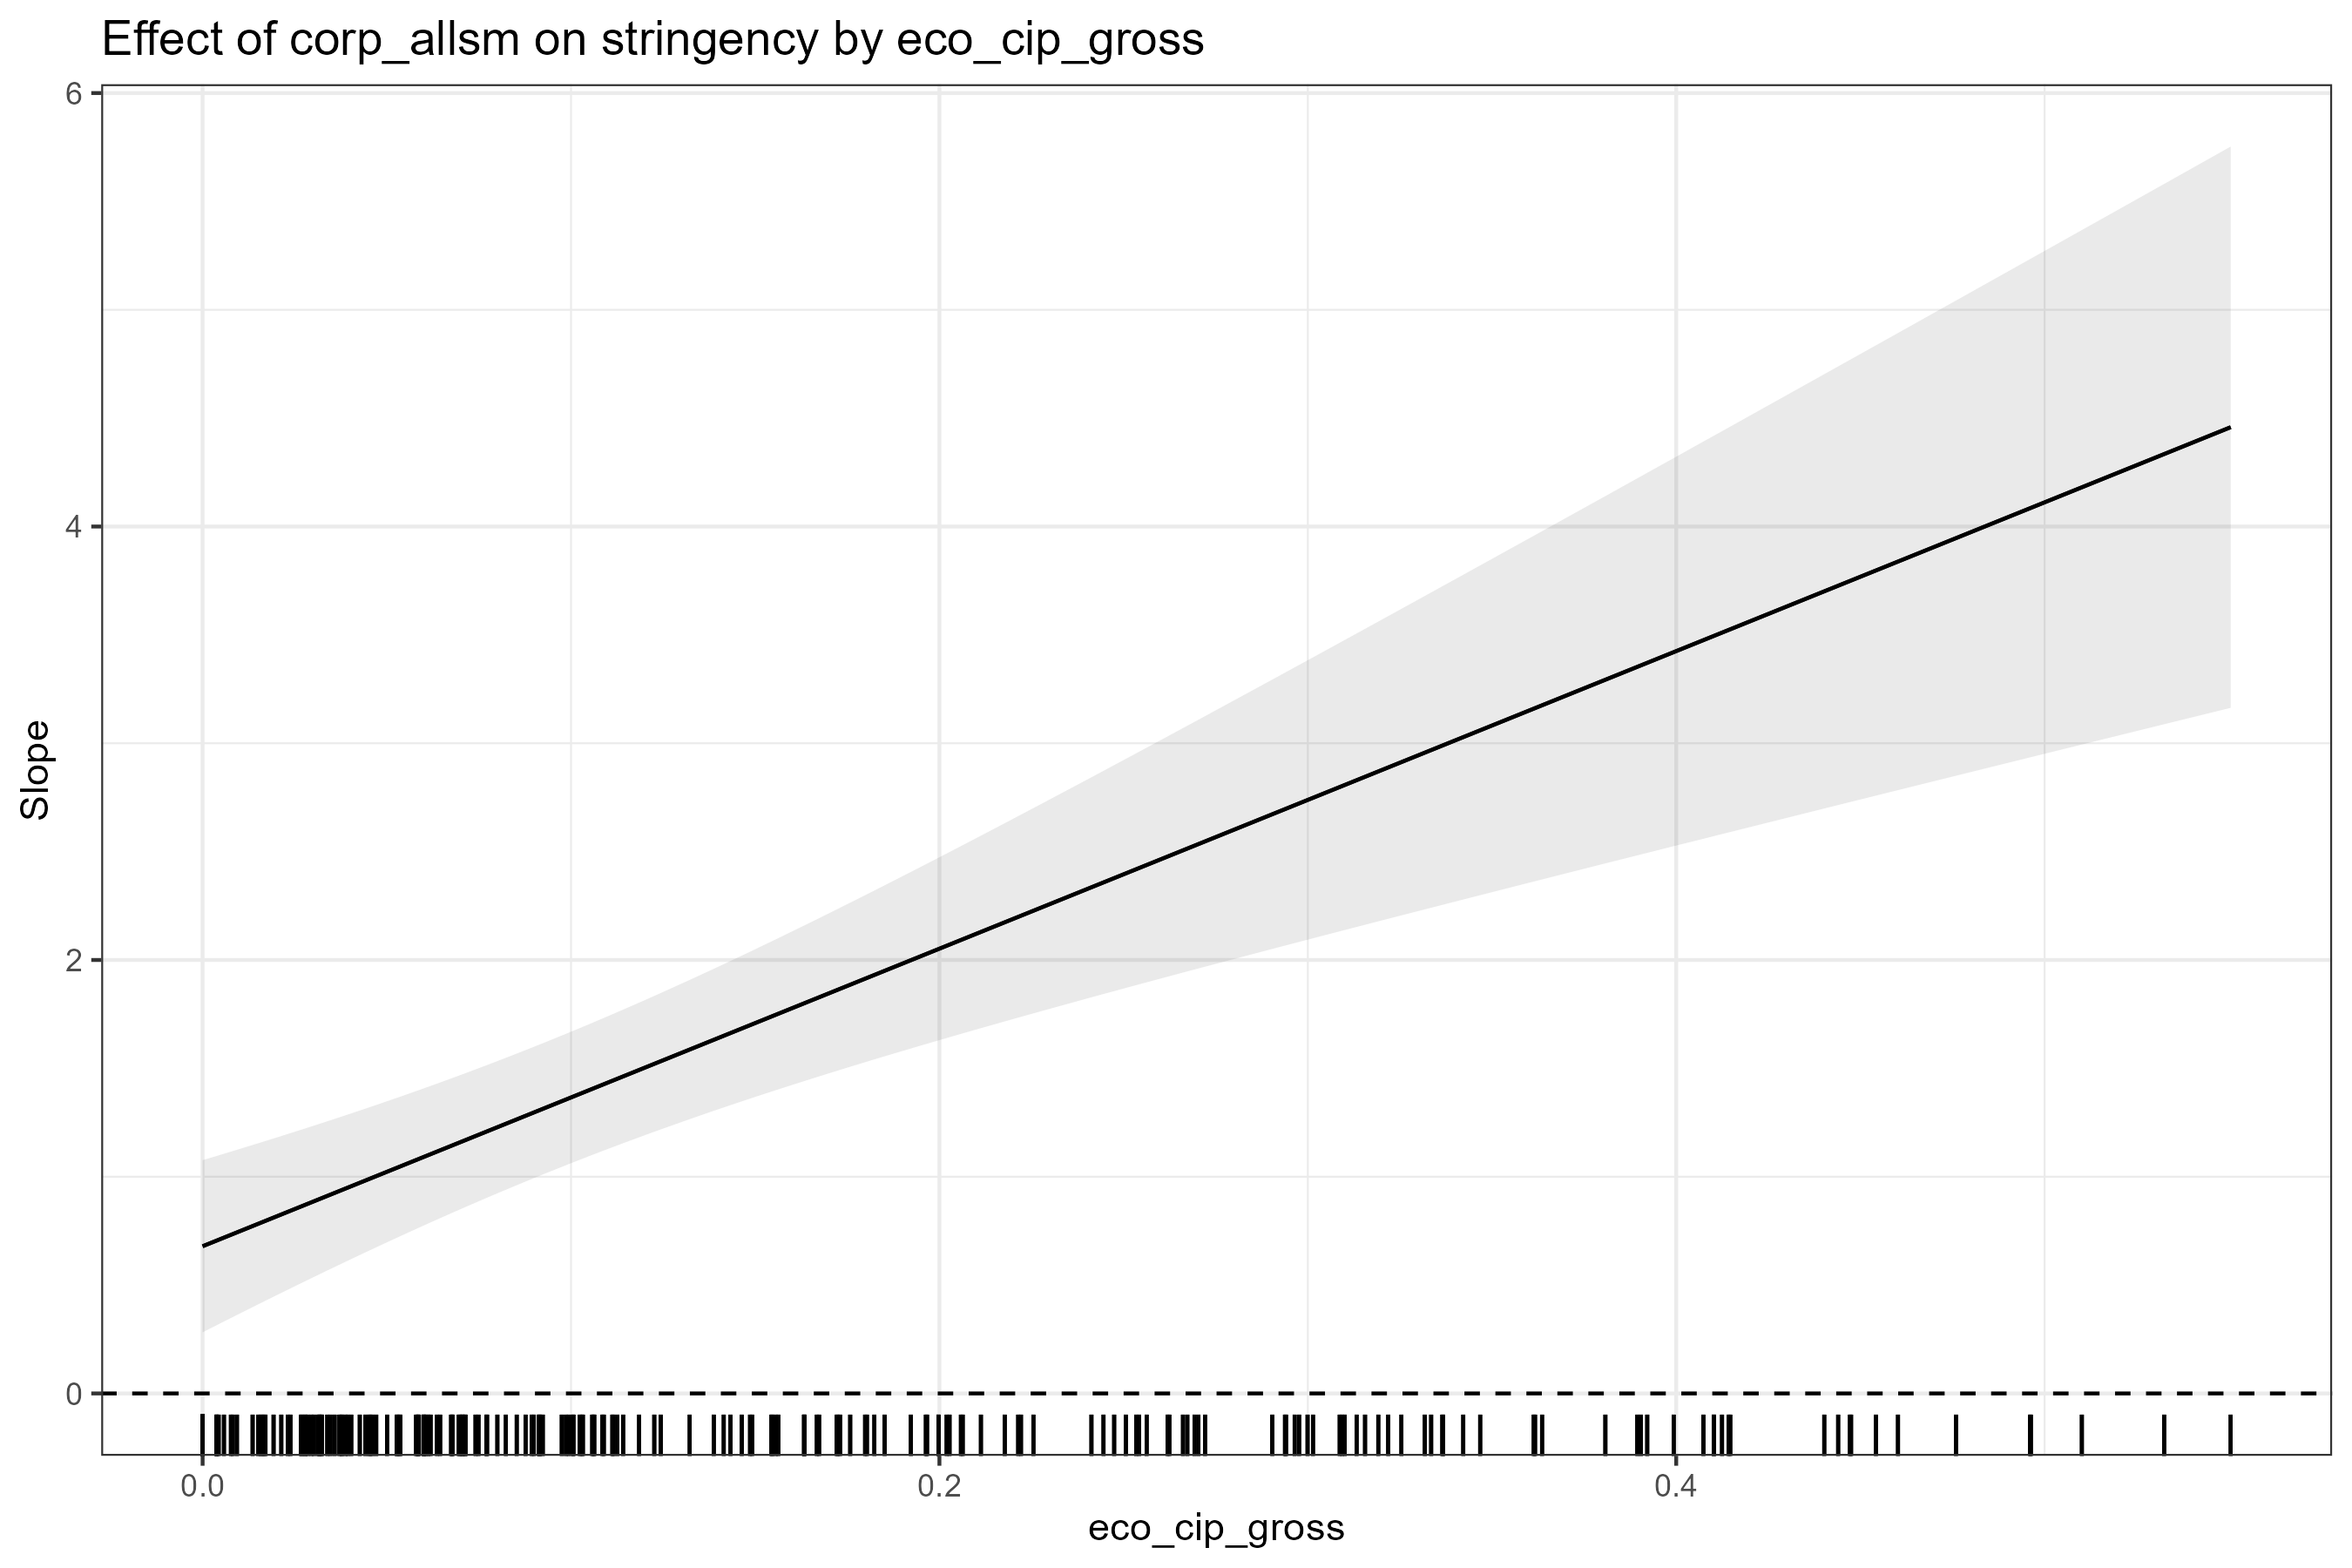 Effect of corp_allsm on stringency by eco_cip_gross
6
4
2
0
Slope
0.0
0.2
0.4
eco_cip_gross